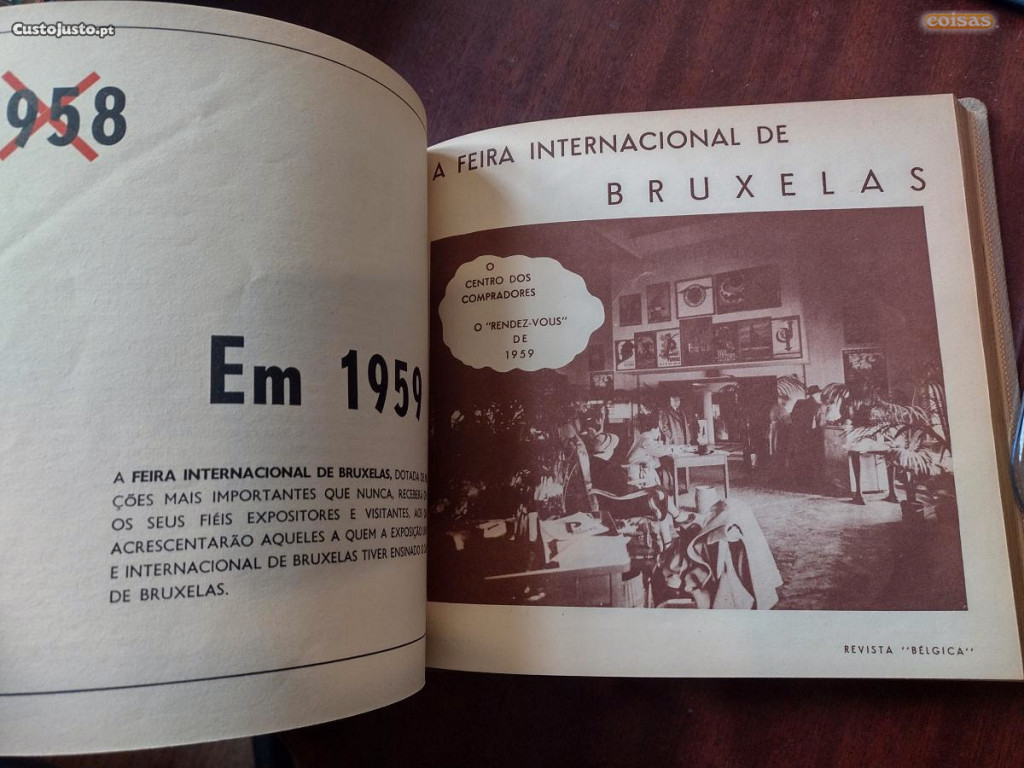 CustoJusto.pt
coisas
958
Em 1959
A FEIRA INTERNACIONAL DE BRUXELAS, DOTADA DE
ÇÕES MAIS IMPORTANTES QUE NUNCA, RECEBERÁ
OS SEUS FIÉIS EXPOSITORES E VISITANTES, AOS
ACRESCENTARÃO AQUELES A QUEM A EXPOSIÇÃO
E INTERNACIONAL DE BRUXELAS TIVER ENSINADO
DE BRUXELAS.
A FEIRA INTERNACIONAL DE
BRUXELAS
O
CENTRO DOS
COMPRADORES
O "RENDEZ-VOUS"
DE
1959
REVISTA "BÉLGICA"